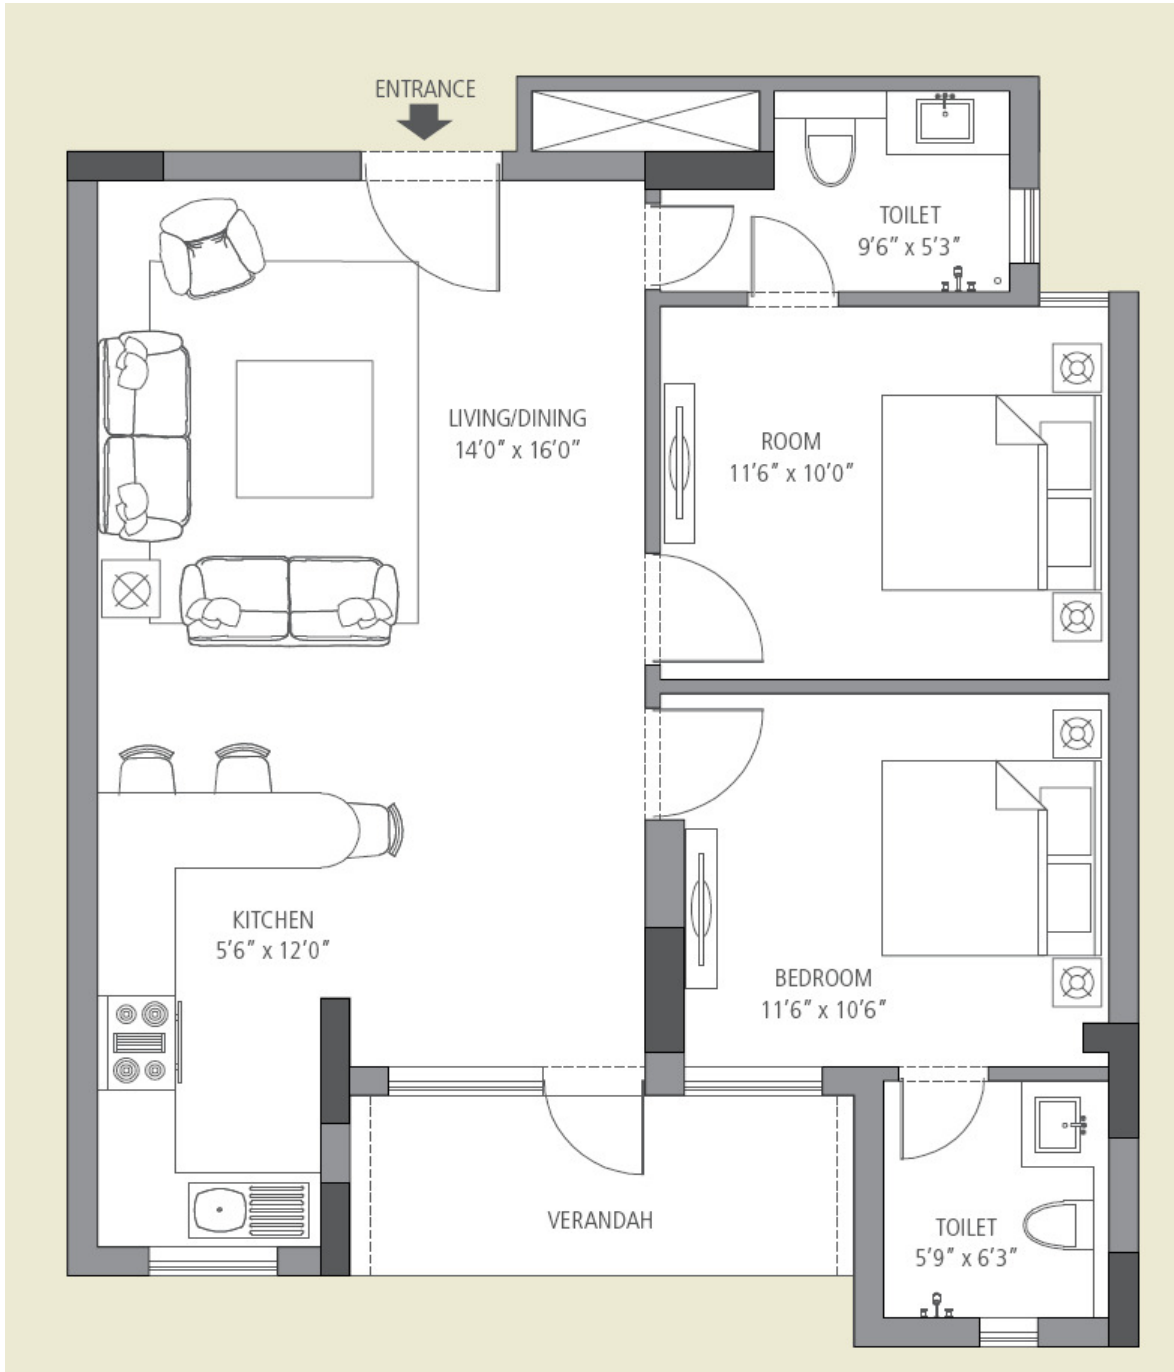 ENTRANCE
TOILET
9’6” x 5’3”
LIVING/DINING
14’0” x 16’0”
ROOM
11’6” x 10’0”
KITCHEN
5’6” x 12’0”
BEDROOM
11’6” x 10’6”
VERANDAH
TOILET
5’9” x 6’3”